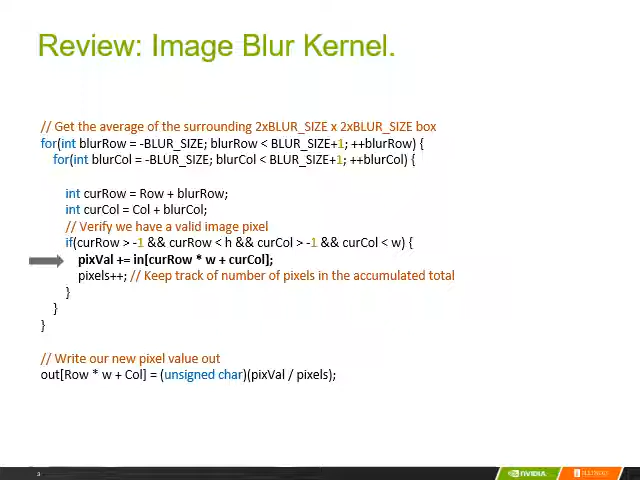 Review: Image Blur Kernel.
// Get the average of the surrounding 2xBLUR_SIZE x 2xBLUR_SIZE box
for(int blurRow = -BLUR_SIZE; blurRow < BLUR_SIZE+1; ++blurRow) {
for(int blurCol = -BLUR_SIZE; blurCol < BLUR_SIZE+1; ++blurCol) {
int curRow = Row + blurRow;
int curCol = Col + blurCol;
// Verify we have a valid image pixel
if(curRow > -1 && curRow < h && curCol > -1 && curCol < w) {
pixVal += in[curRow * w + curCol];
pixels++; // Keep track of number of pixels in the accumulated total
}
}
}
// Write our new pixel value out
out[Row * w + Col] = (unsigned char)(pixVal / pixels);
3
NVIDIA